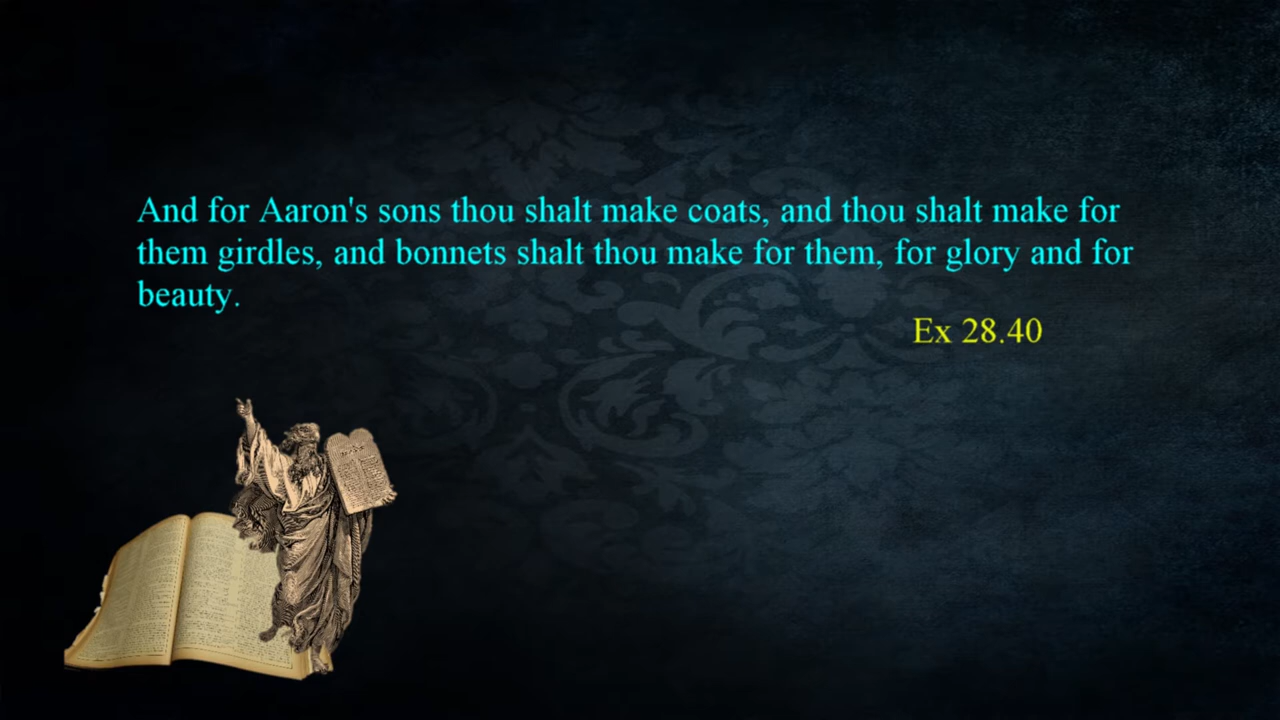 And for Aaron's sons thou shalt make coats, and thou shalt make for
them girdles, and bonnets shalt thou make for them, for glory and for
beauty.
Ex 28.40